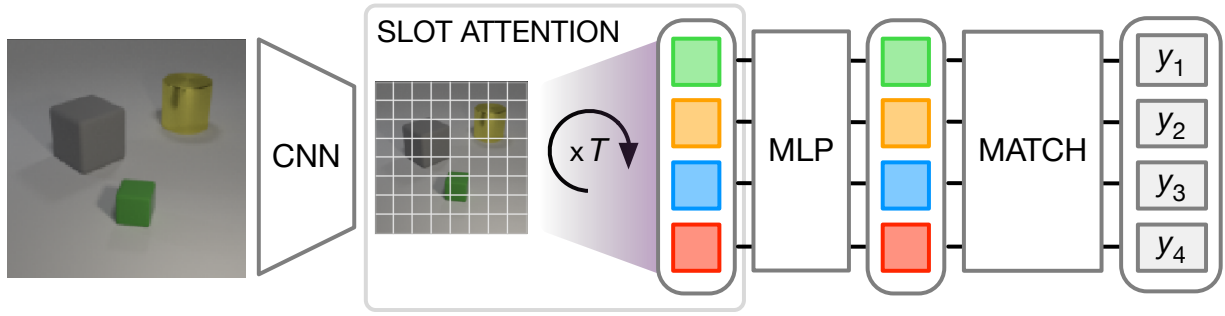 SLOT ATTENTION
CNN
x T
MLP
MATCH
y1
y2
y3
y4